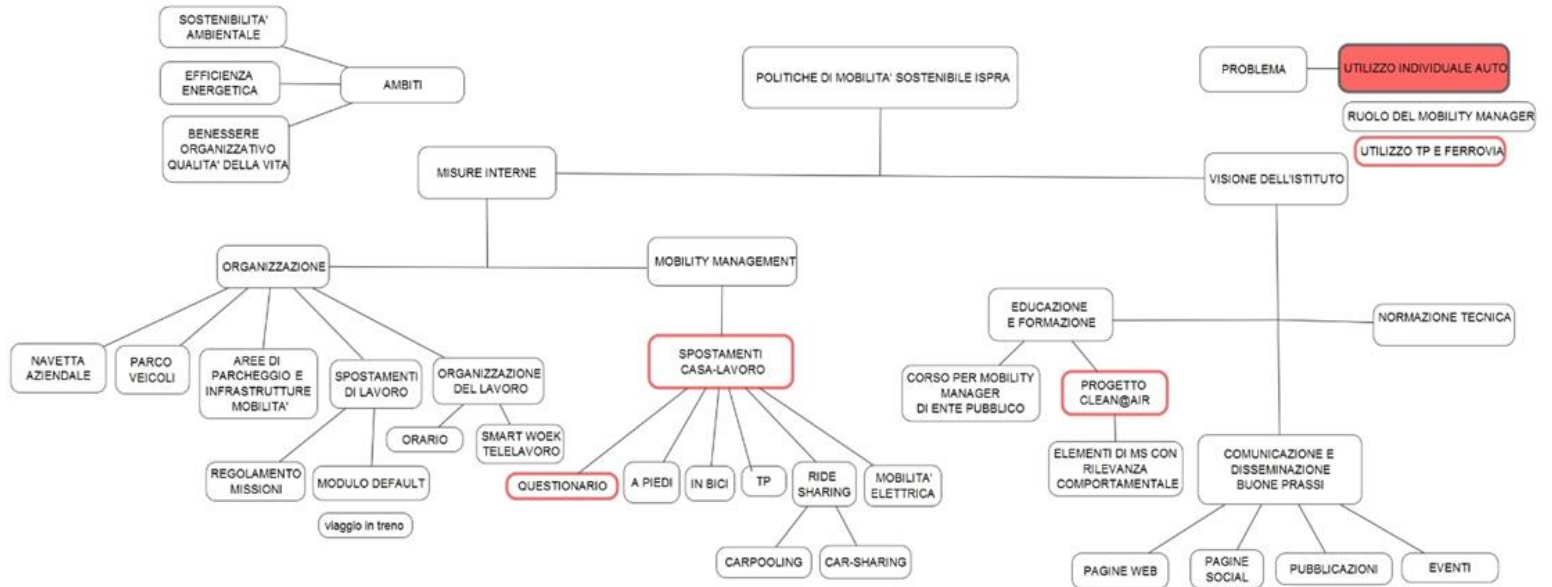 SOSTENIBILITA'
AMBIENTALE
EFFICIENZA
ENERGETICA
BENESSERE
ORGANIZZATIVO
QUALITA' DELLA VITA
AMBITI
POLITICHE DI MOBILITA' SOSTENIBILE ISPRA
PROBLEMA
UTILIZZO INDIVIDUALE AUTO
RUOLO DEL MOBILITY MANAGER
UTILIZZO TP E FERROVIA
MISURE INTERNE
VISIONE DELL'ISTITUTO
ORGANIZZAZIONE
MOBILITY MANAGEMENT
NAVETTA
AZIENDALE
PARCO
VEICOLI
AREE DI
PARCHEGGIO E
INFRASTRUTTURE
MOBILITA'
SPOSTAMENTI
DI LAVORO
ORGANIZZAZIONE
DEL LAVORO
REGOLAMENTO
MISSIONI
MODULO DEFAULT
viaggio in treno
ORARIO
SMART WOEK
TELELAVORO
SPOSTAMENTI
CASA-LAVORO
QUESTIONARIO
A PIEDI
IN BICI
TP
RIDE
SHARING
MOBILITA'
ELETTRICA
CARPOOLING
CAR-SHARING
EDUCAZIONE
E FORMAZIONE
NORMAZIONE TECNICA
CORSO PER MOBILITY
MANAGER
DI ENTE PUBBLICO
PROGETTO
CLEAN@AIR
ELEMENTI DI MS CON
RILEVANZA
COMPORTAMENTALE
COMUNICAZIONE E
DISSEMINAZIONE
BUONE PRASSI
PAGINE WEB
PAGINE
SOCIAL
PUBBLICAZIONI
EVENTI